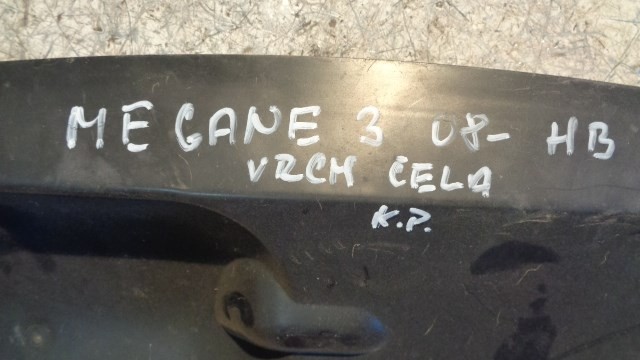 MEGANE 3 08- HB
VRCH ČELA
K.P.